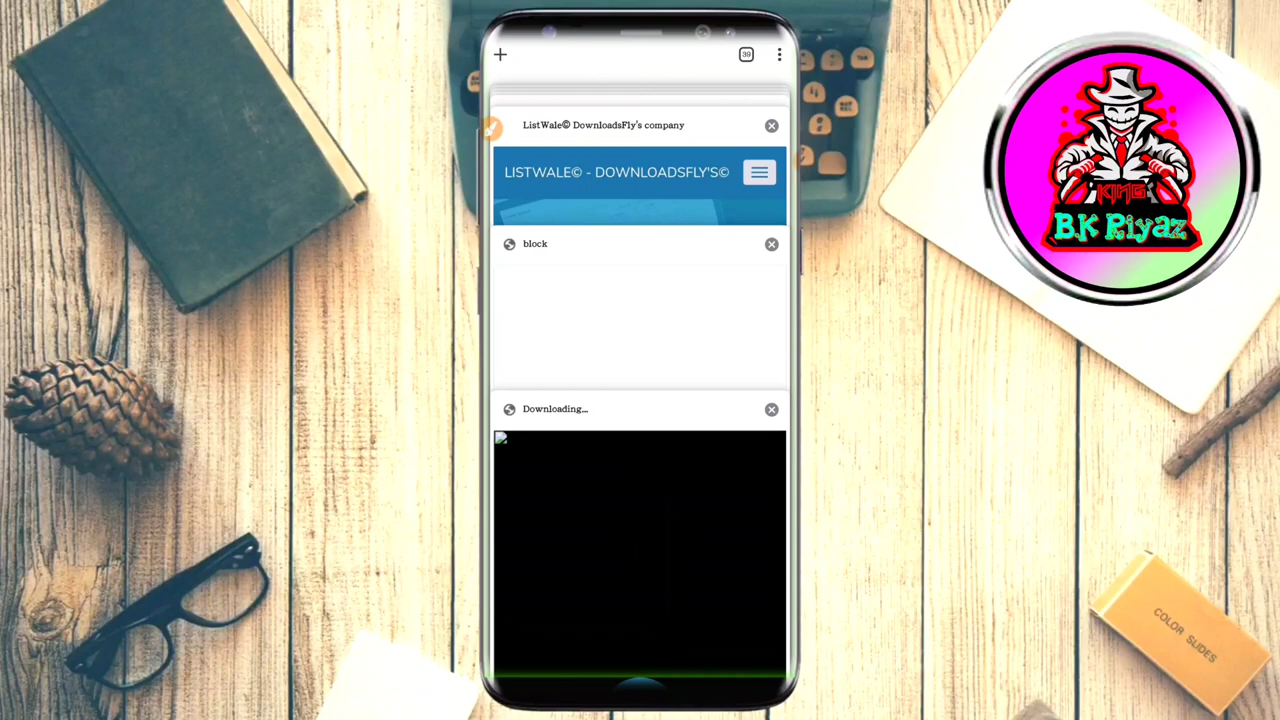 39
ListWale© DownloadsFly's company
LISTWALE© - DOWNLOADSFLY'S©
block
Downloading...
KING
B.K Riyaz
COLOR SLIDES